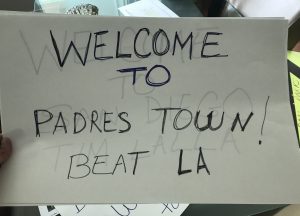 WELCOME
TO
PADRES TOWN!
BEAT LA